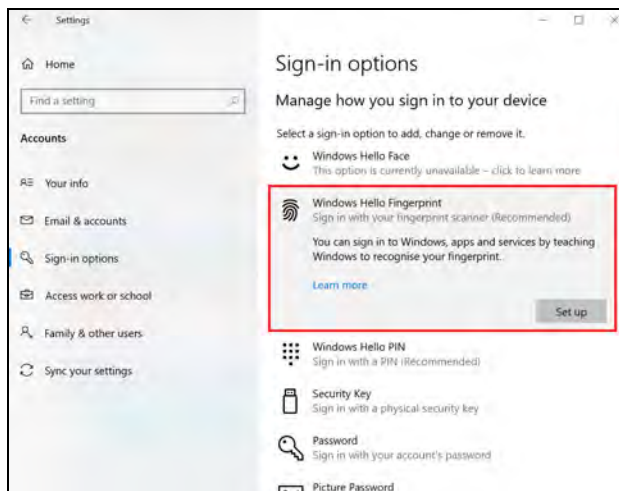 Settings
Home
Find a setting
Accounts
Your info
Email & accounts
Sign-in options
Access work or school
Family & other users
Sync your settings
Sign-in options
Manage how you sign in to your device
Select a sign-in option to add, change or remove it.
Windows Hello Face
This option is currently unavailable – click to learn more
Windows Hello Fingerprint
Sign in with your fingerprint scanner (Recommended)
You can sign in to Windows, apps and services by teaching
Windows to recognise your fingerprint.
Learn more
Set up
Windows Hello PIN
Sign in with a PIN (Recommended)
Security Key
Sign in with a physical security key
Password
Sign in with your account's password
Picture Password